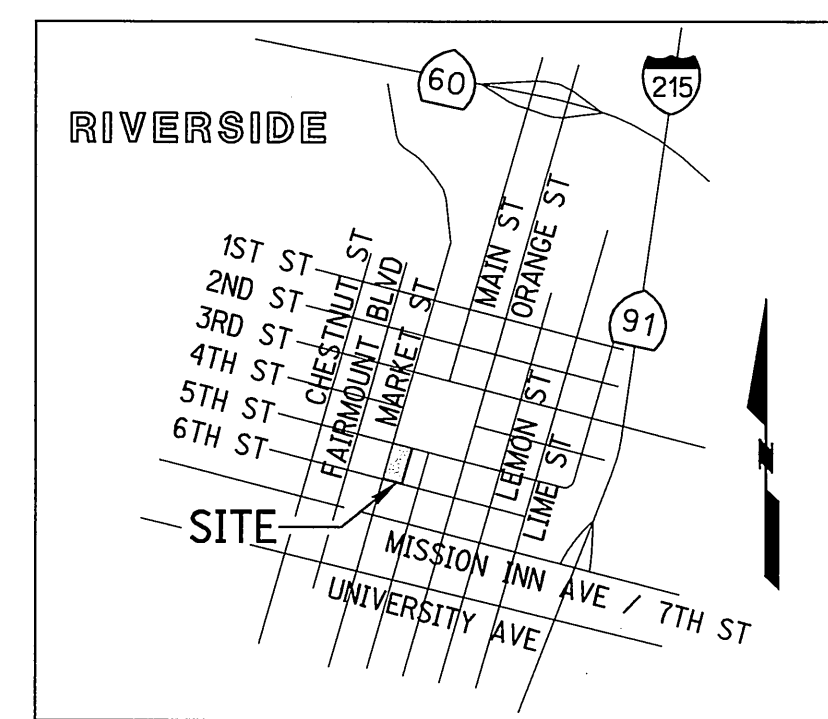 60
215
RIVERSIDE
1ST ST
2ND ST
3RD ST
4TH ST
5TH ST
6TH ST
CHESTNUT ST
FAIRMOUNT BLVD
MARKET ST
MAIN ST
ORANGE ST
91
LEMON ST
LIME ST
N
SITE
MISSION INN AVE / 7TH ST
UNIVERSITY AVE